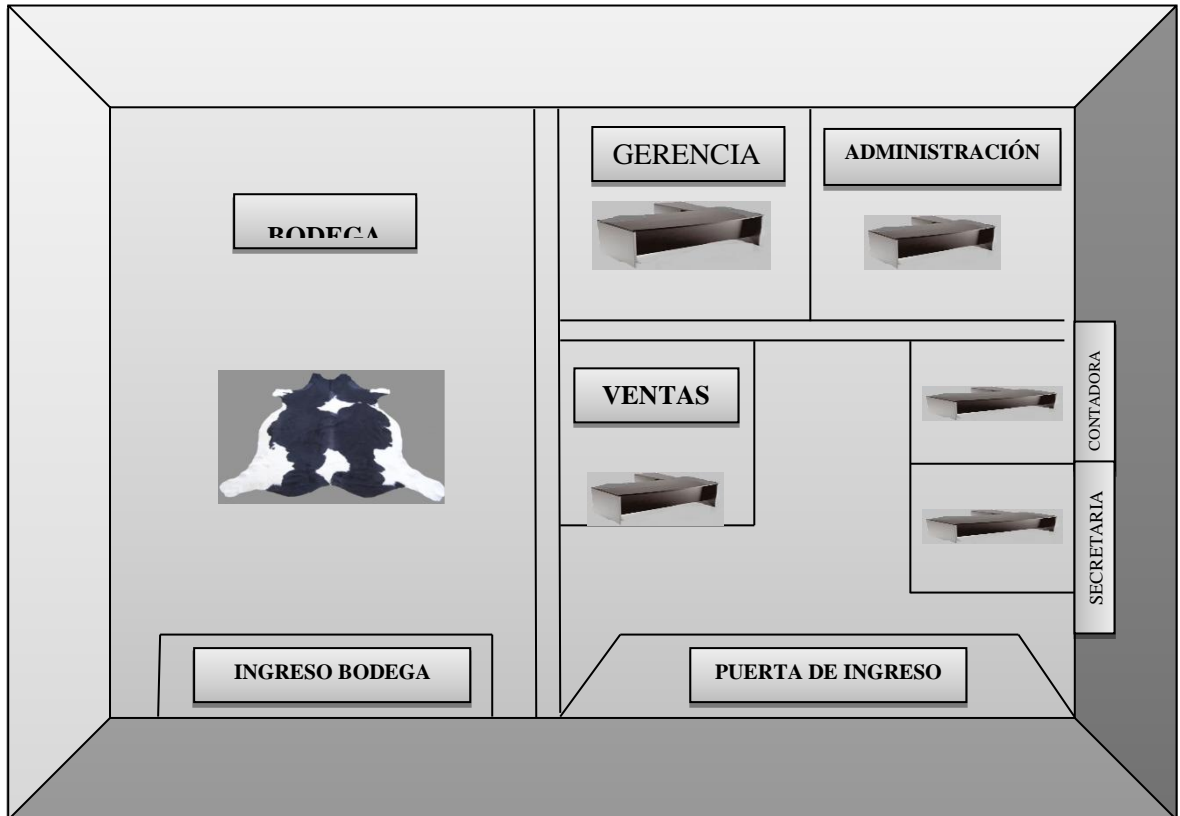 GERENCIA
ADMINISTRACIÓN
BODEGA
VENTAS
CONTADORA
SECRETARIA
INGRESO BODEGA
PUERTA DE INGRESO